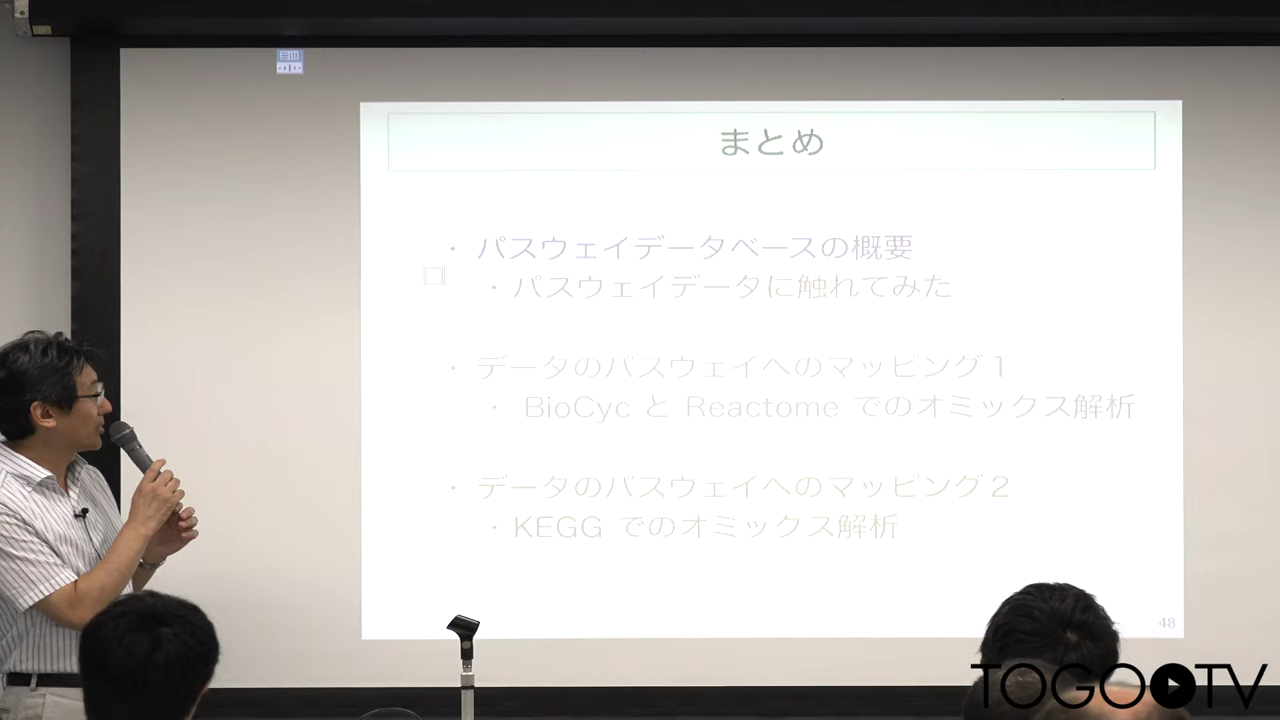 まとめ
・ パスウェイデータベースの概要
・パスウェイデータに触れてみた
・ データのパスウェイへのマッピング1
・ BioCyc と Reactome でのオミックス解析
・ データのパスウェイへのマッピング2
・KEGG でのオミックス解析
48
TOGO TV